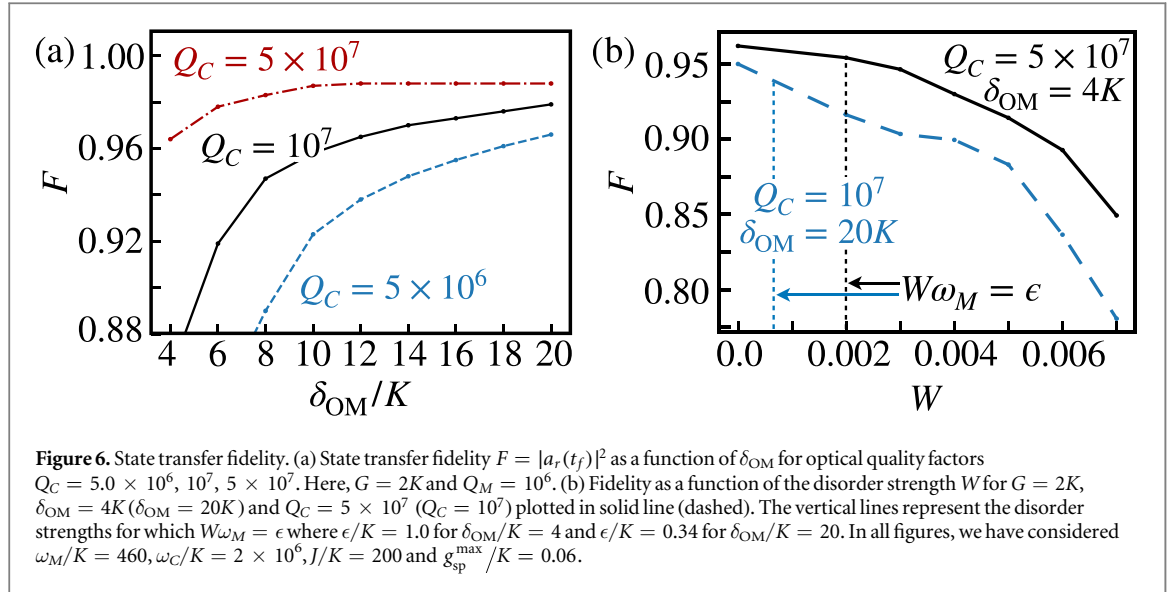 (a)
1.00
0.96
0.92
0.88
F
Q_C = 5 × 10^7
Q_C = 10^7
Q_C = 5 × 10^6
4 6 8 10 12 14 16 18 20
δ_OM/K
(b)
0.95
0.90
0.85
0.80
F
Q_C = 5 × 10^7
δ_OM = 4K
Q_C = 10^7
δ_OM = 20K
Wω_M = ϵ
0.0 0.002 0.004 0.006
W
Figure 6. State transfer fidelity. (a) State transfer fidelity F = |a_r(t_f)|^2 as a function of δ_OM for optical quality factors
Q_C = 5.0 × 10^6, 10^7, 5 × 10^7. Here, G = 2K and Q_M = 10^6. (b) Fidelity as a function of the disorder strength W for G = 2K,
δ_OM = 4K (δ_OM = 20K) and Q_C = 5 × 10^7 (Q_C = 10^7) plotted in solid line (dashed). The vertical lines represent the disorder
strengths for which Wω_M = ϵ where ϵ/K = 1.0 for δ_OM/K = 4 and ϵ/K = 0.34 for δ_OM/K = 20. In all figures, we have considered
ω_M/K = 460, ω_C/K = 2 × 10^6, J/K = 200 and g_sp^max/K = 0.06.